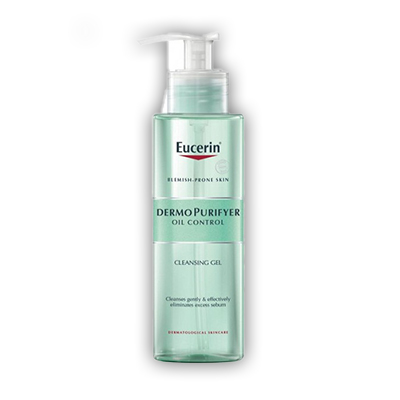 Eucerin®
BLEMISH-PRONE SKIN
DERMOPURIFYER
OIL CONTROL
CLEANSING GEL
Cleanses gently & effectively
eliminates excess sebum
DERMATOLOGICAL SKINCARE